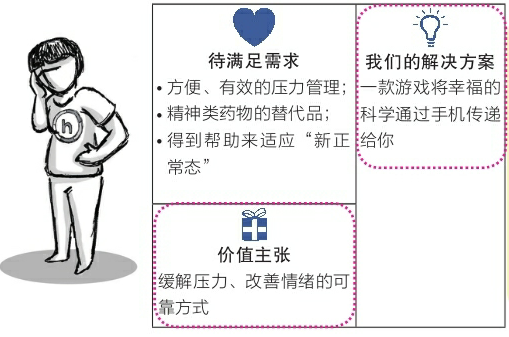 h
待满足需求
• 方便、有效的压力管理；
• 精神类药物的替代品；
• 得到帮助来适应“新正
常态”
我们的解决方案
一款游戏将幸福的
科学通过手机传递
给你
价值主张
缓解压力、改善情绪的可
靠方式